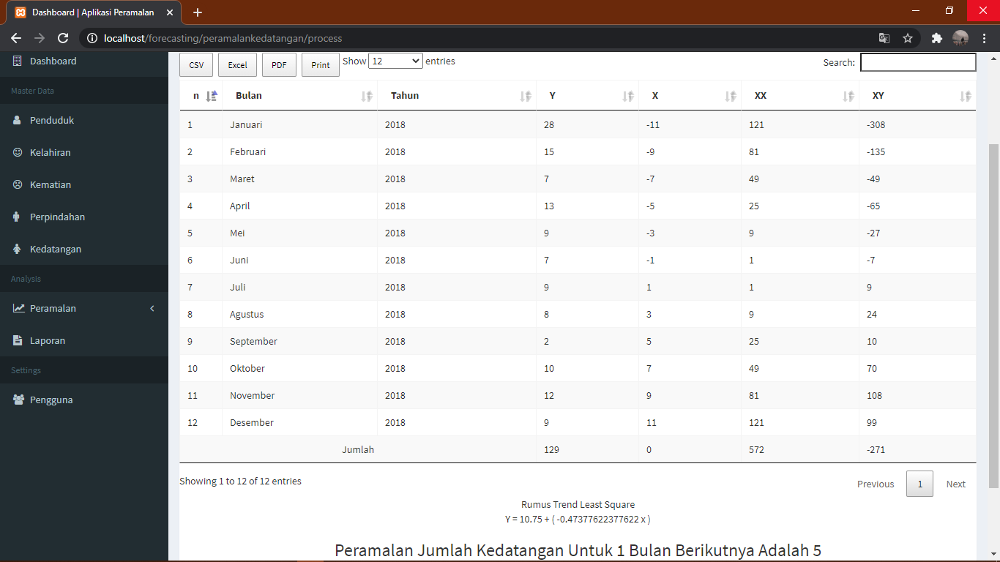 Dashboard | Aplikasi Peramalan
localhost/forecasting/peramalankedatangan/process
Dashboard
Master Data
Penduduk
Kelahiran
Kematian
Perpindahan
Kedatangan
Analysis
Peramalan
Laporan
Settings
Pengguna
CSV Excel PDF Print Show 12 entries Search:
n Bulan Tahun Y X XX XY
1 Januari 2018 28 -11 121 -308
2 Februari 2018 15 -9 81 -135
3 Maret 2018 7 -7 49 -49
4 April 2018 13 -5 25 -65
5 Mei 2018 9 -3 9 -27
6 Juni 2018 7 -1 1 -7
7 Juli 2018 9 1 1 9
8 Agustus 2018 8 3 9 24
9 September 2018 2 5 25 10
10 Oktober 2018 10 7 49 70
11 November 2018 12 9 81 108
12 Desember 2018 9 11 121 99
Jumlah 129 0 572 -271
Showing 1 to 12 of 12 entries Previous 1 Next
Rumus Trend Least Square
Y = 10.75 + ( -0.47377622377622 x )
Peramalan Jumlah Kedatangan Untuk 1 Bulan Berikutnya Adalah 5